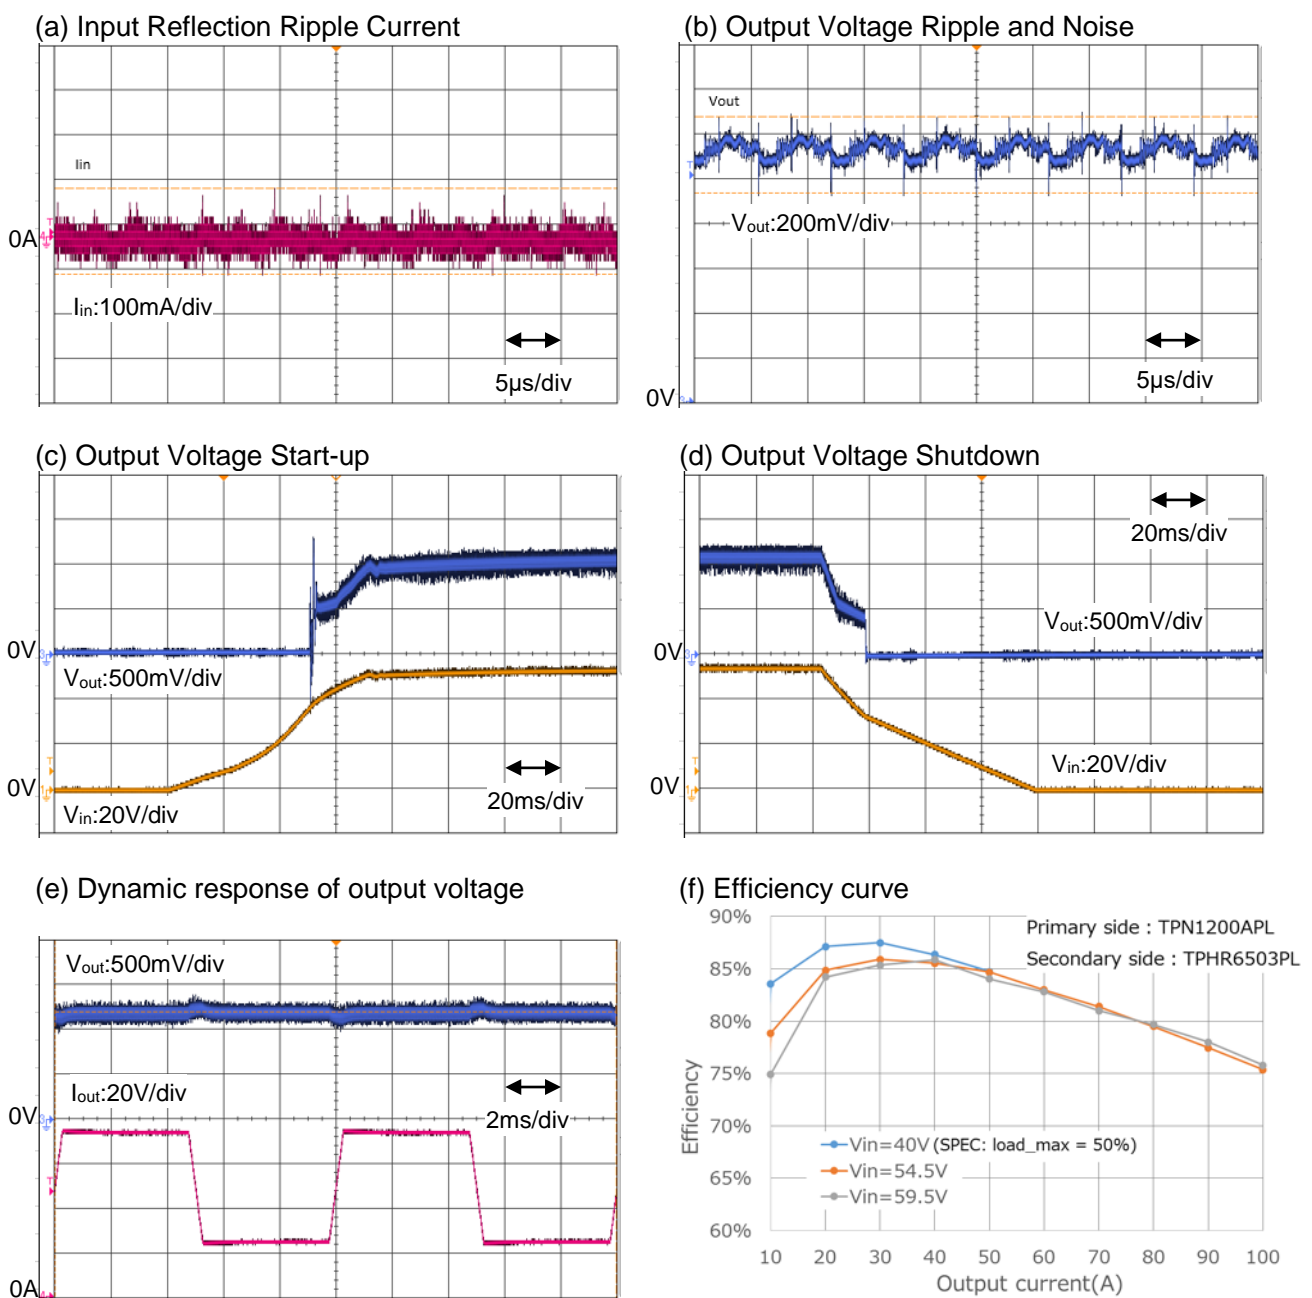 (a) Input Reflection Ripple Current
Iin
0A
Iin:100mA/div
5µs/div
(b) Output Voltage Ripple and Noise
Vout
Vout:200mV/div
5µs/div
0V
(c) Output Voltage Start-up
0V
Vout:500mV/div
0V
20ms/div
Vin:20V/div
(d) Output Voltage Shutdown
20ms/div
Vout:500mV/div
0V
Vin:20V/div
0V
20ms/div
(e) Dynamic response of output voltage
Vout:500mV/div
Iout:20V/div
0V
2ms/div
0A
(f) Efficiency curve
90%
85%
80%
75%
70%
65%
60%
Efficiency
Primary side : TPN1200APL
Secondary side : TPHR6503PL
Vin=40V (SPEC: load_max = 50%)
Vin=54.5V
Vin=59.5V
10 20 30 40 50 60 70 80 90 100
Output current(A)